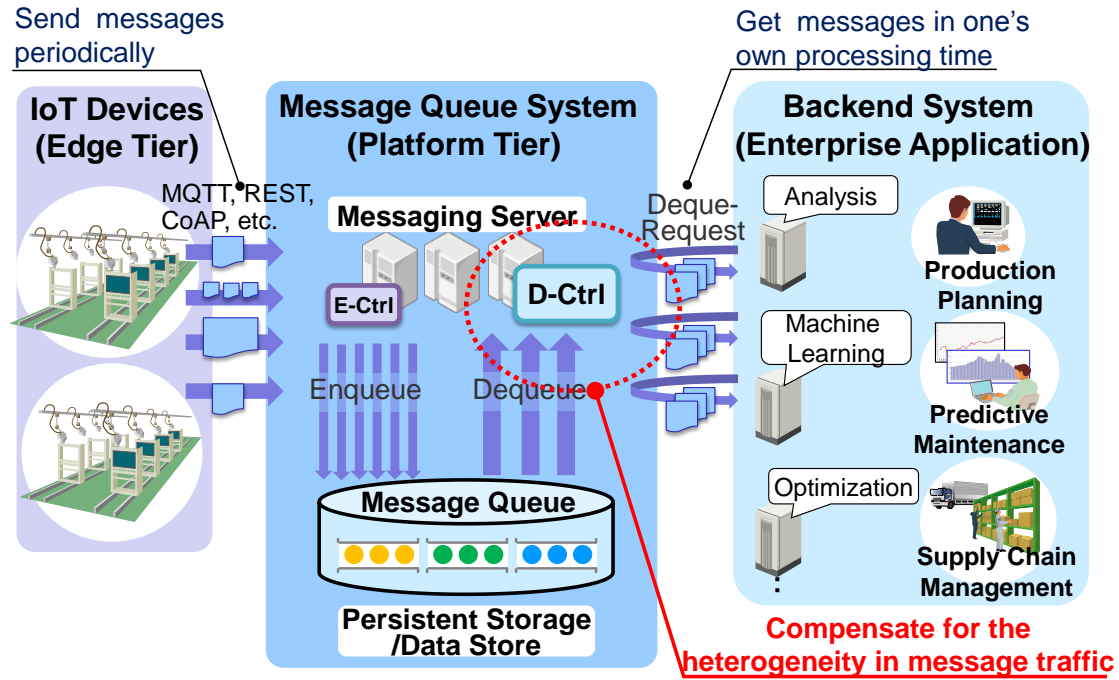 Send messages
periodically
Get messages in one's
own processing time
IoT Devices
(Edge Tier)
Message Queue System
(Platform Tier)
Backend System
(Enterprise Application)
MQTT, REST,
CoAP, etc.
Messaging Server
E-Ctrl
D-Ctrl
Deque-
Request
Enqueue
Dequeue
Message Queue
Persistent Storage
/Data Store
Analysis
Production
Planning
Machine
Learning
Predictive
Maintenance
Optimization
Supply Chain
Management
Compensate for the
heterogeneity in message traffic